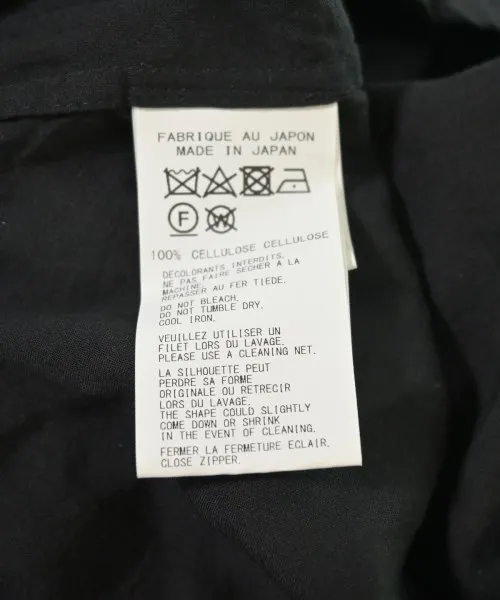 FABRIQUE AU JAPON
MADE IN JAPAN
F W
100% CELLULOSE CELLULOSE
DÉCOLORANTS INTERDITS.
NE PAS FAIRE SECHER A LA
MACHINE.
REPASSER AU FER TIEDE.
DO NOT BLEACH.
DO NOT TUMBLE DRY.
COOL IRON.
VEUILLEZ UTILISER UN
FILET LORS DU LAVAGE.
PLEASE USE A CLEANING NET.
LA SILHOUETTE PEUT
PERDRE SA FORME
ORIGINALE OU RETRECIR
LORS DU LAVAGE.
THE SHAPE COULD SLIGHTLY
COME DOWN OR SHRINK
IN THE EVENT OF CLEANING.
FERMER LA FERMETURE ECLAIR.
CLOSE ZIPPER.